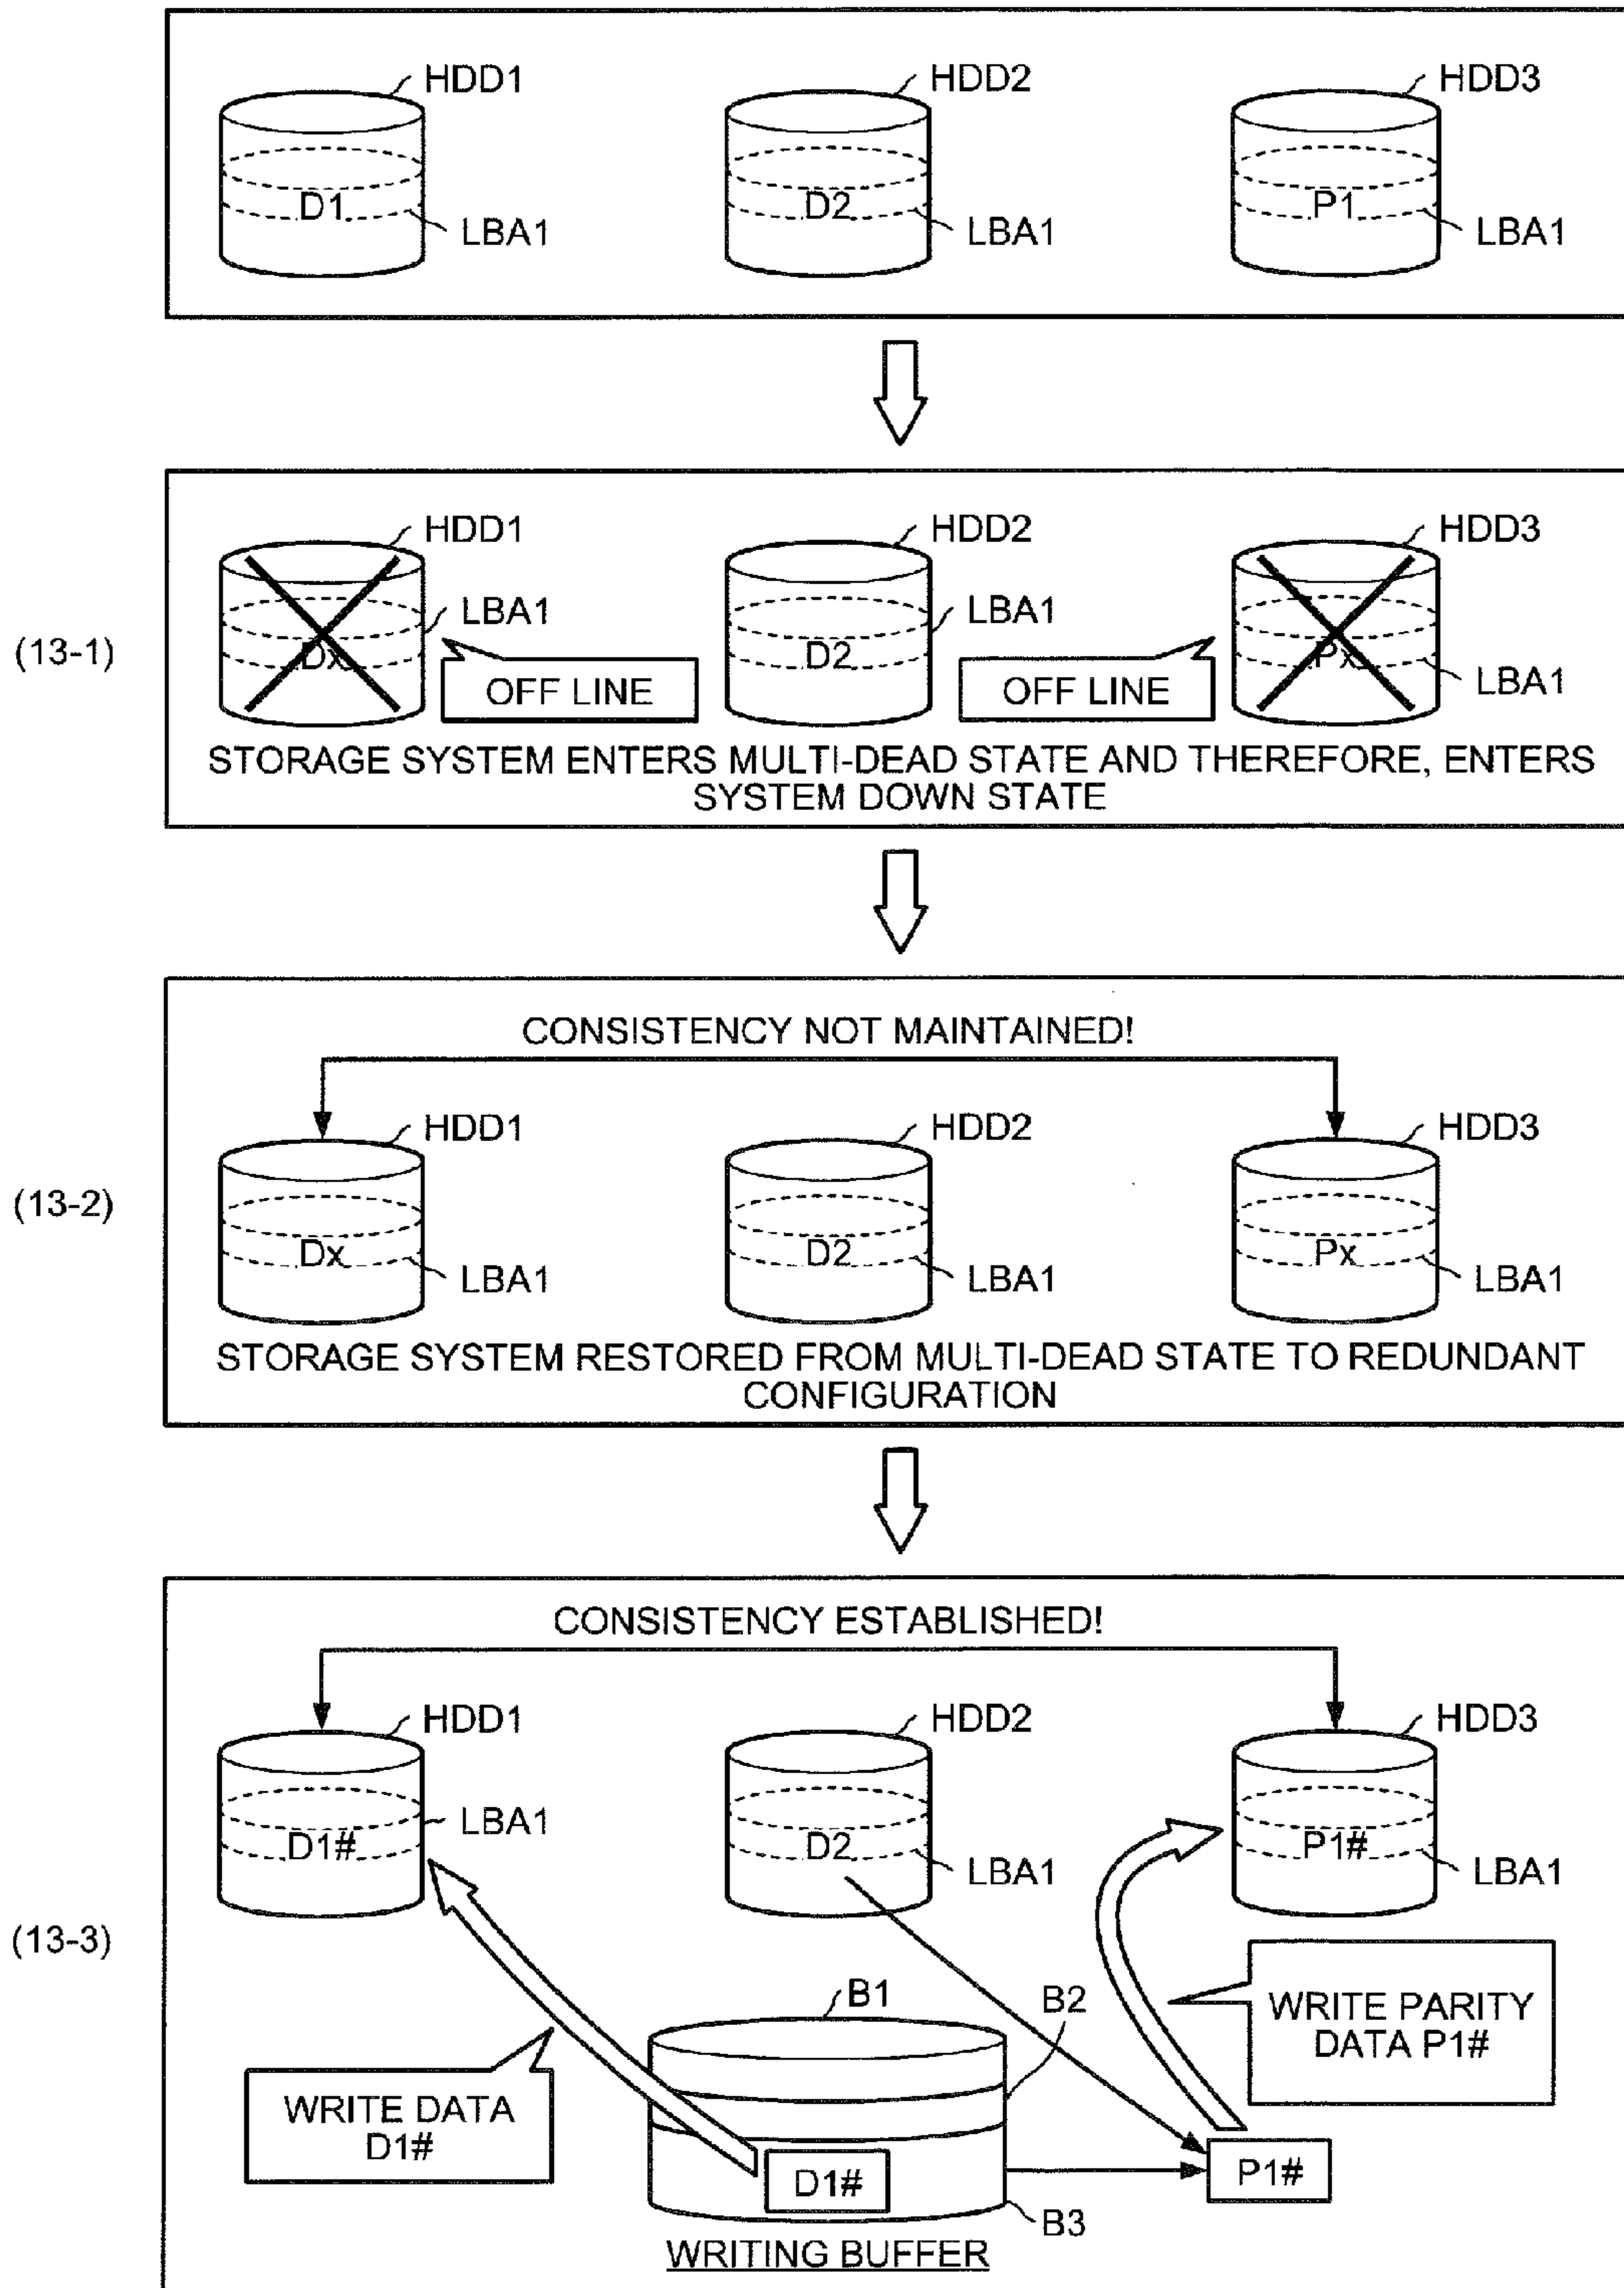 HDD1
HDD2
HDD3
D1
D2
P1
LBA1
LBA1
LBA1
(13-1)
HDD1
HDD2
HDD3
LBA1
LBA1
Dx
D2
Px
LBA1
OFF LINE
OFF LINE
STORAGE SYSTEM ENTERS MULTI-DEAD STATE AND THEREFORE, ENTERS
SYSTEM DOWN STATE
(13-2)
CONSISTENCY NOT MAINTAINED!
HDD1
HDD2
HDD3
Dx
D2
Px
LBA1
LBA1
LBA1
STORAGE SYSTEM RESTORED FROM MULTI-DEAD STATE TO REDUNDANT
CONFIGURATION
(13-3)
CONSISTENCY ESTABLISHED!
HDD1
HDD2
HDD3
LBA1
D1#
D2
P1#
LBA1
LBA1
B1
B2
WRITE PARITY
DATA P1#
WRITE DATA
D1#
D1#
P1#
B3
WRITING BUFFER